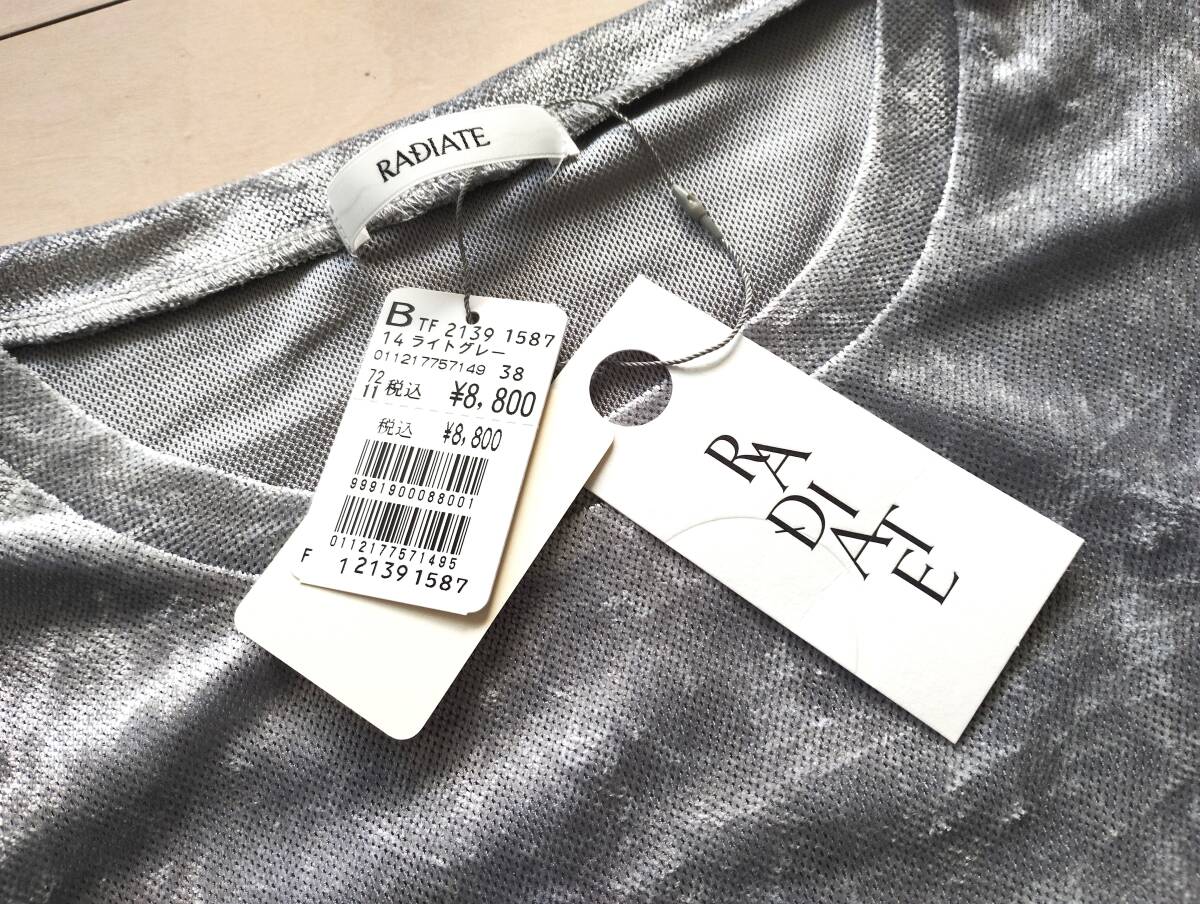 RADIATE
B TF 2139 1587
14 ライトグレー
011217757149 38
72
11 税込 ¥8,800
税込 ¥8,800
9991900088001
0112177571495
F 121391587
RA
DI
ATE